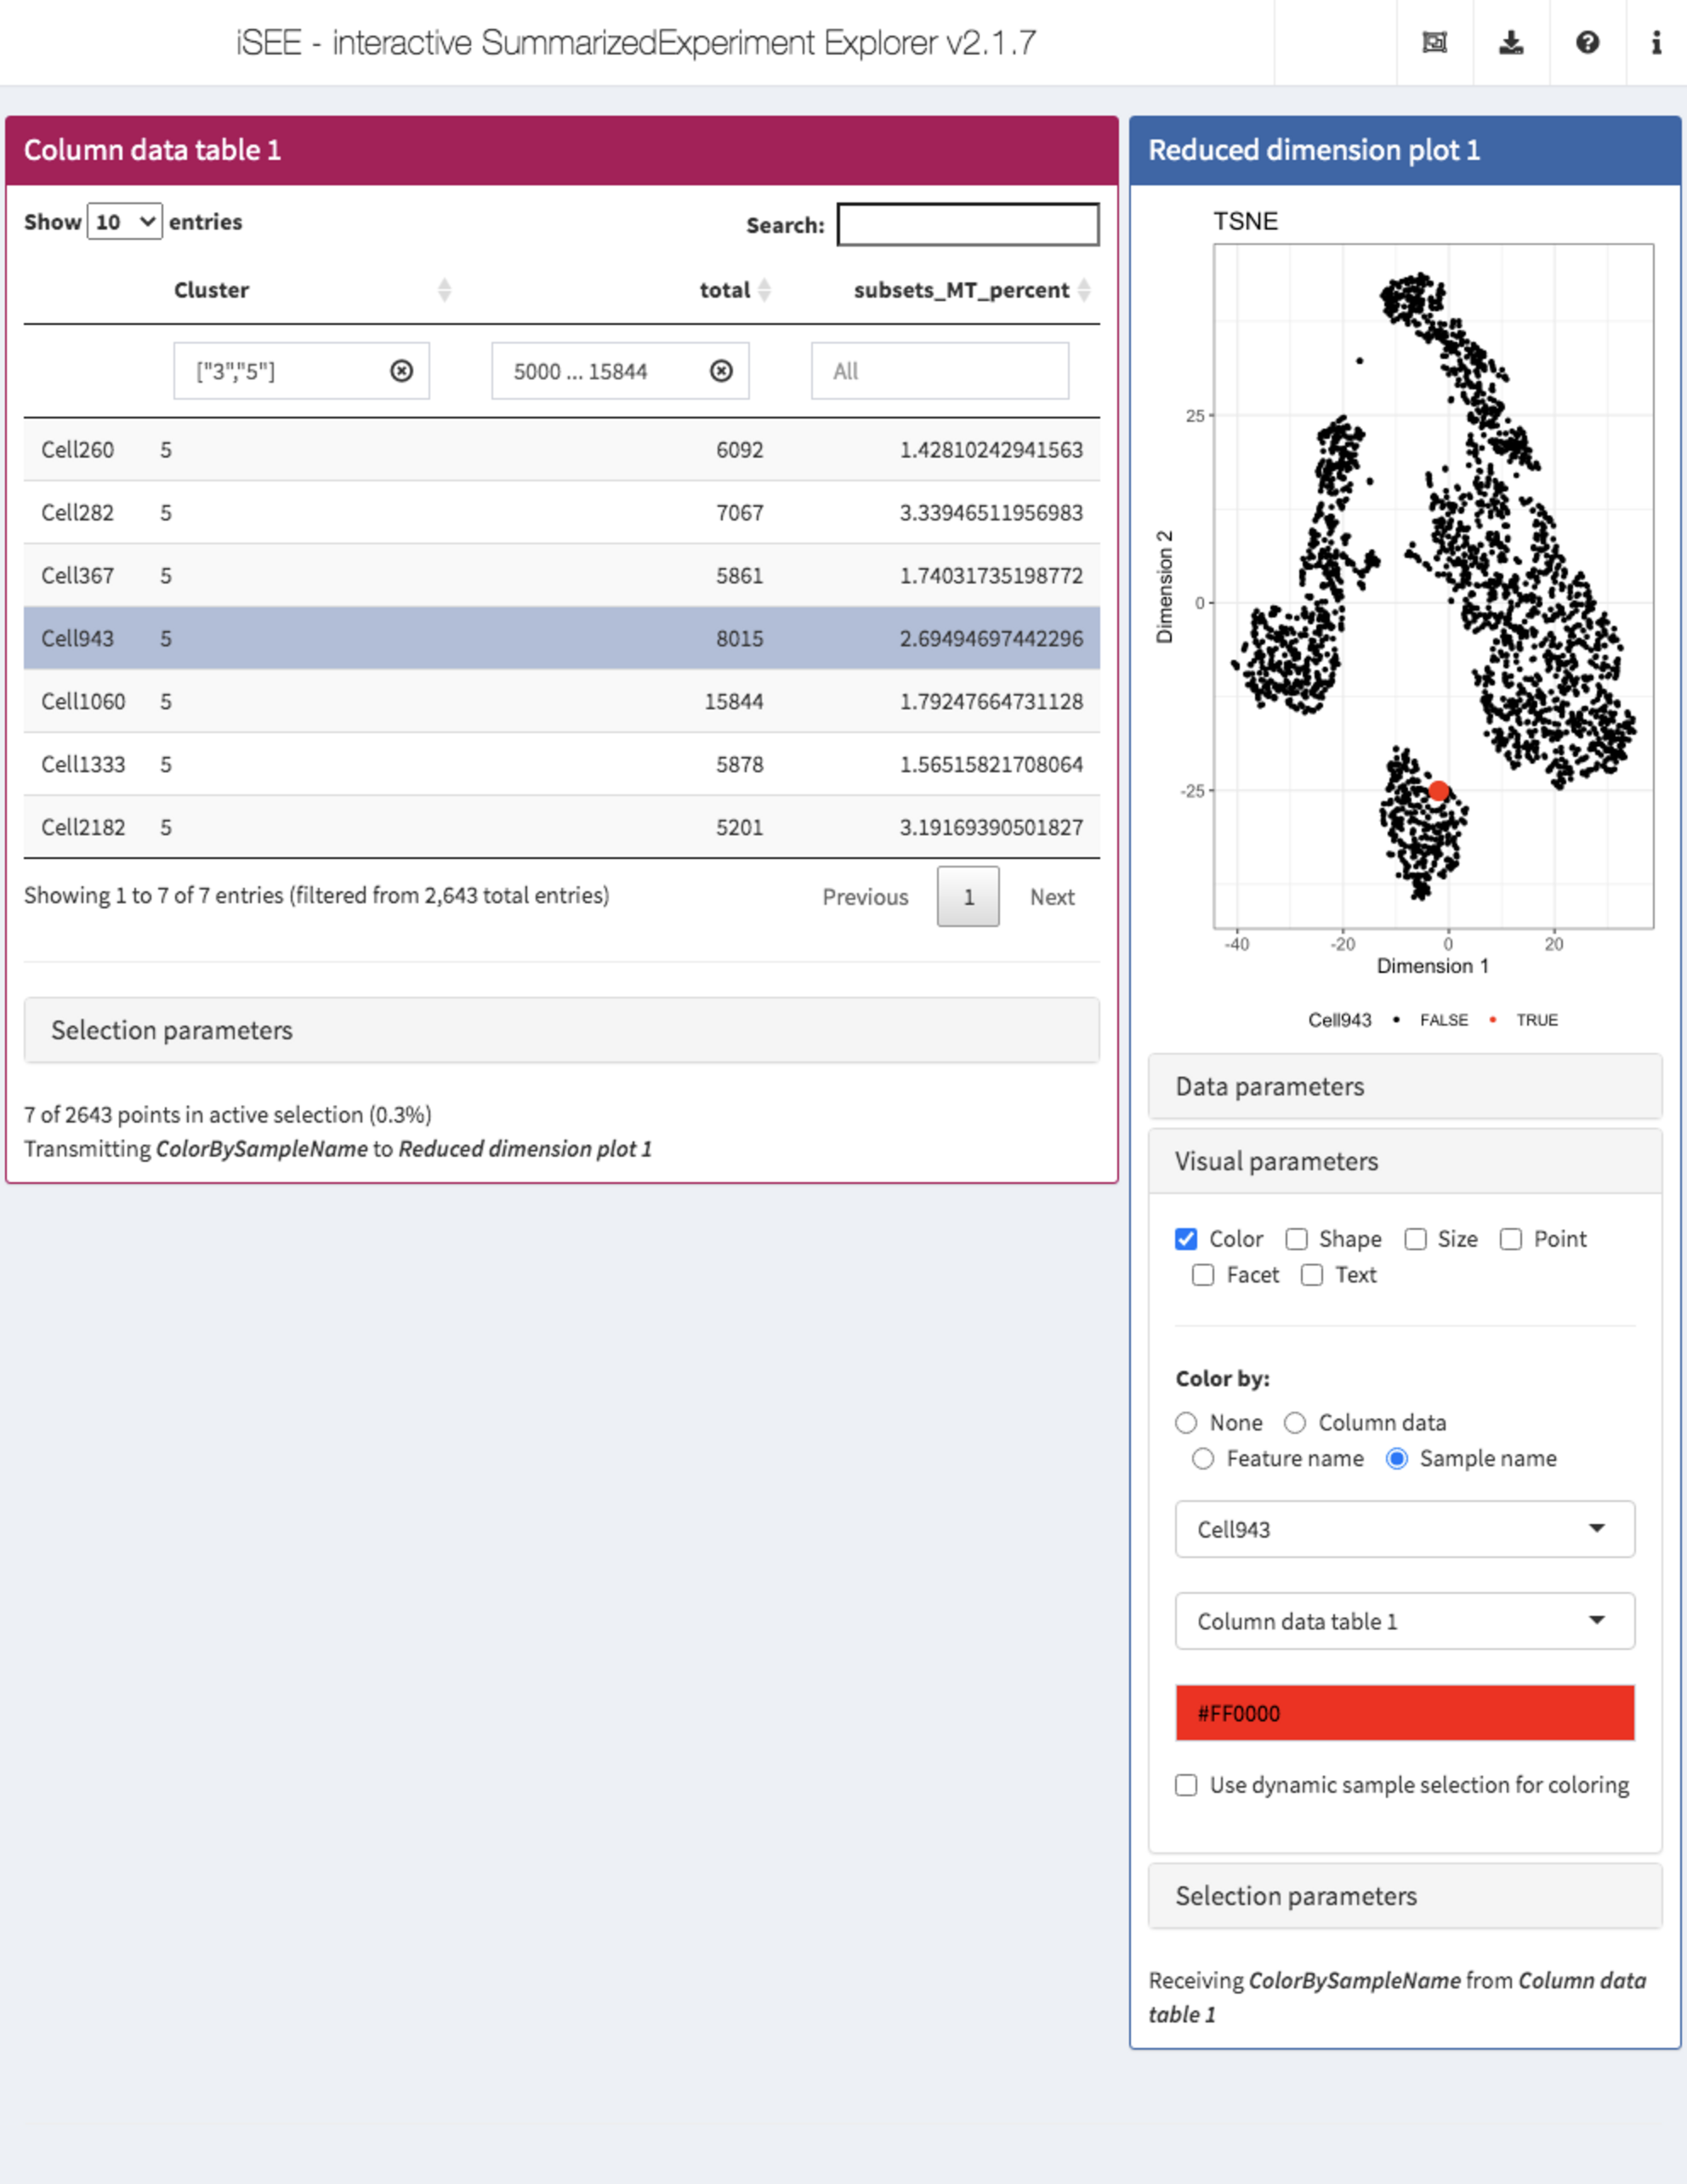 iSEE - interactive SummarizedExperiment Explorer v2.1.7
Column data table 1
Show 10 entries
Search:
Cluster total subsets_MT_percent
["3","5"] 5000 ... 15844 All
Cell260 5 6092 1.42810242941563
Cell282 5 7067 3.33946511956983
Cell367 5 5861 1.74031735198772
Cell943 5 8015 2.69494697442296
Cell1060 5 15844 1.79247664731128
Cell1333 5 5878 1.56515821708064
Cell2182 5 5201 3.19169390501827
Showing 1 to 7 of 7 entries (filtered from 2,643 total entries)
Previous 1 Next
Selection parameters
7 of 2643 points in active selection (0.3%)
Transmitting ColorBySampleName to Reduced dimension plot 1
Reduced dimension plot 1
TSNE
25
0
-25
Dimension 2
-40 -20 0 20
Dimension 1
Cell943 FALSE TRUE
Data parameters
Visual parameters
Color Shape Size Point
Facet Text
Color by:
None Column data
Feature name Sample name
Cell943
Column data table 1
#FF0000
Use dynamic sample selection for coloring
Selection parameters
Receiving ColorBySampleName from Column data
table 1